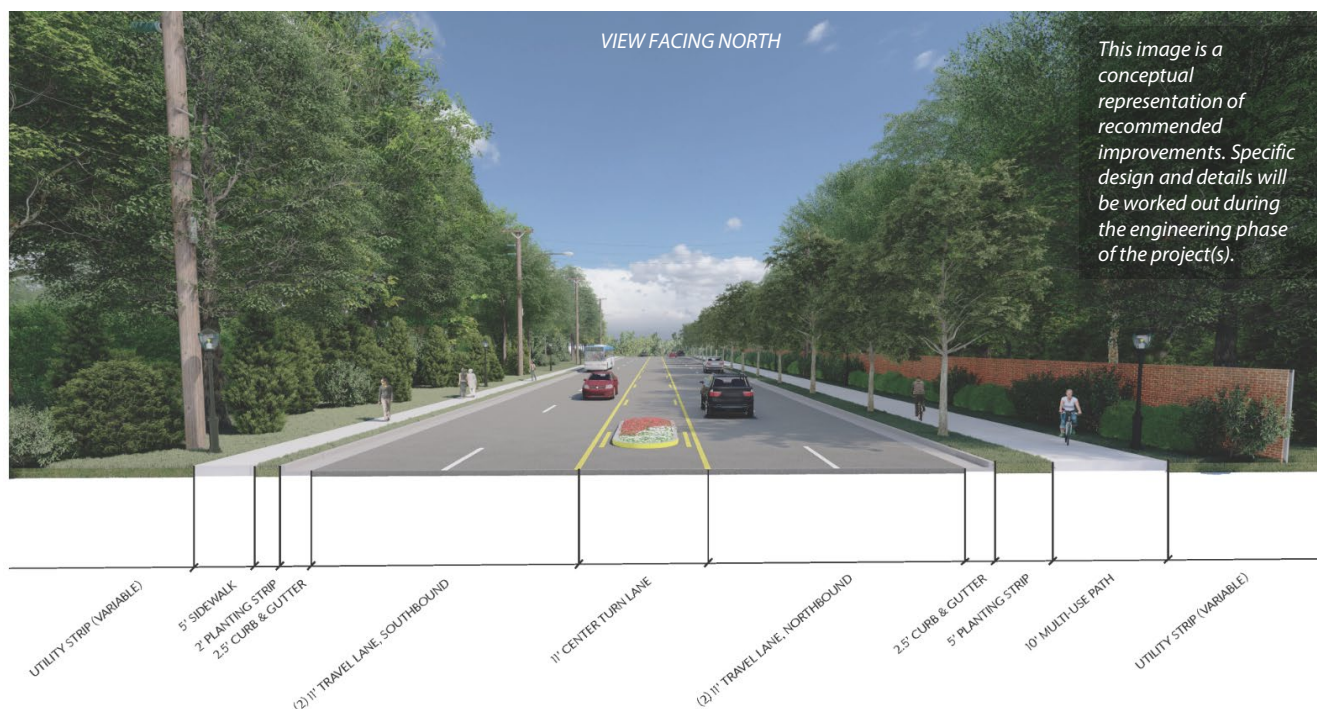 VIEW FACING NORTH
This image is a
conceptual
representation of
recommended
improvements. Specific
design and details will
be worked out during
the engineering phase
of the project(s).
UTILITY STRIP (VARIABLE)
5' SIDEWALK
2' PLANTING STRIP
2.5' CURB & GUTTER
(2) 11' TRAVEL LANE, SOUTHBOUND
11' CENTER TURN LANE
(2) 11' TRAVEL LANE, NORTHBOUND
2.5' CURB & GUTTER
5' PLANTING STRIP
10' MULTI-USE PATH
UTILITY STRIP (VARIABLE)